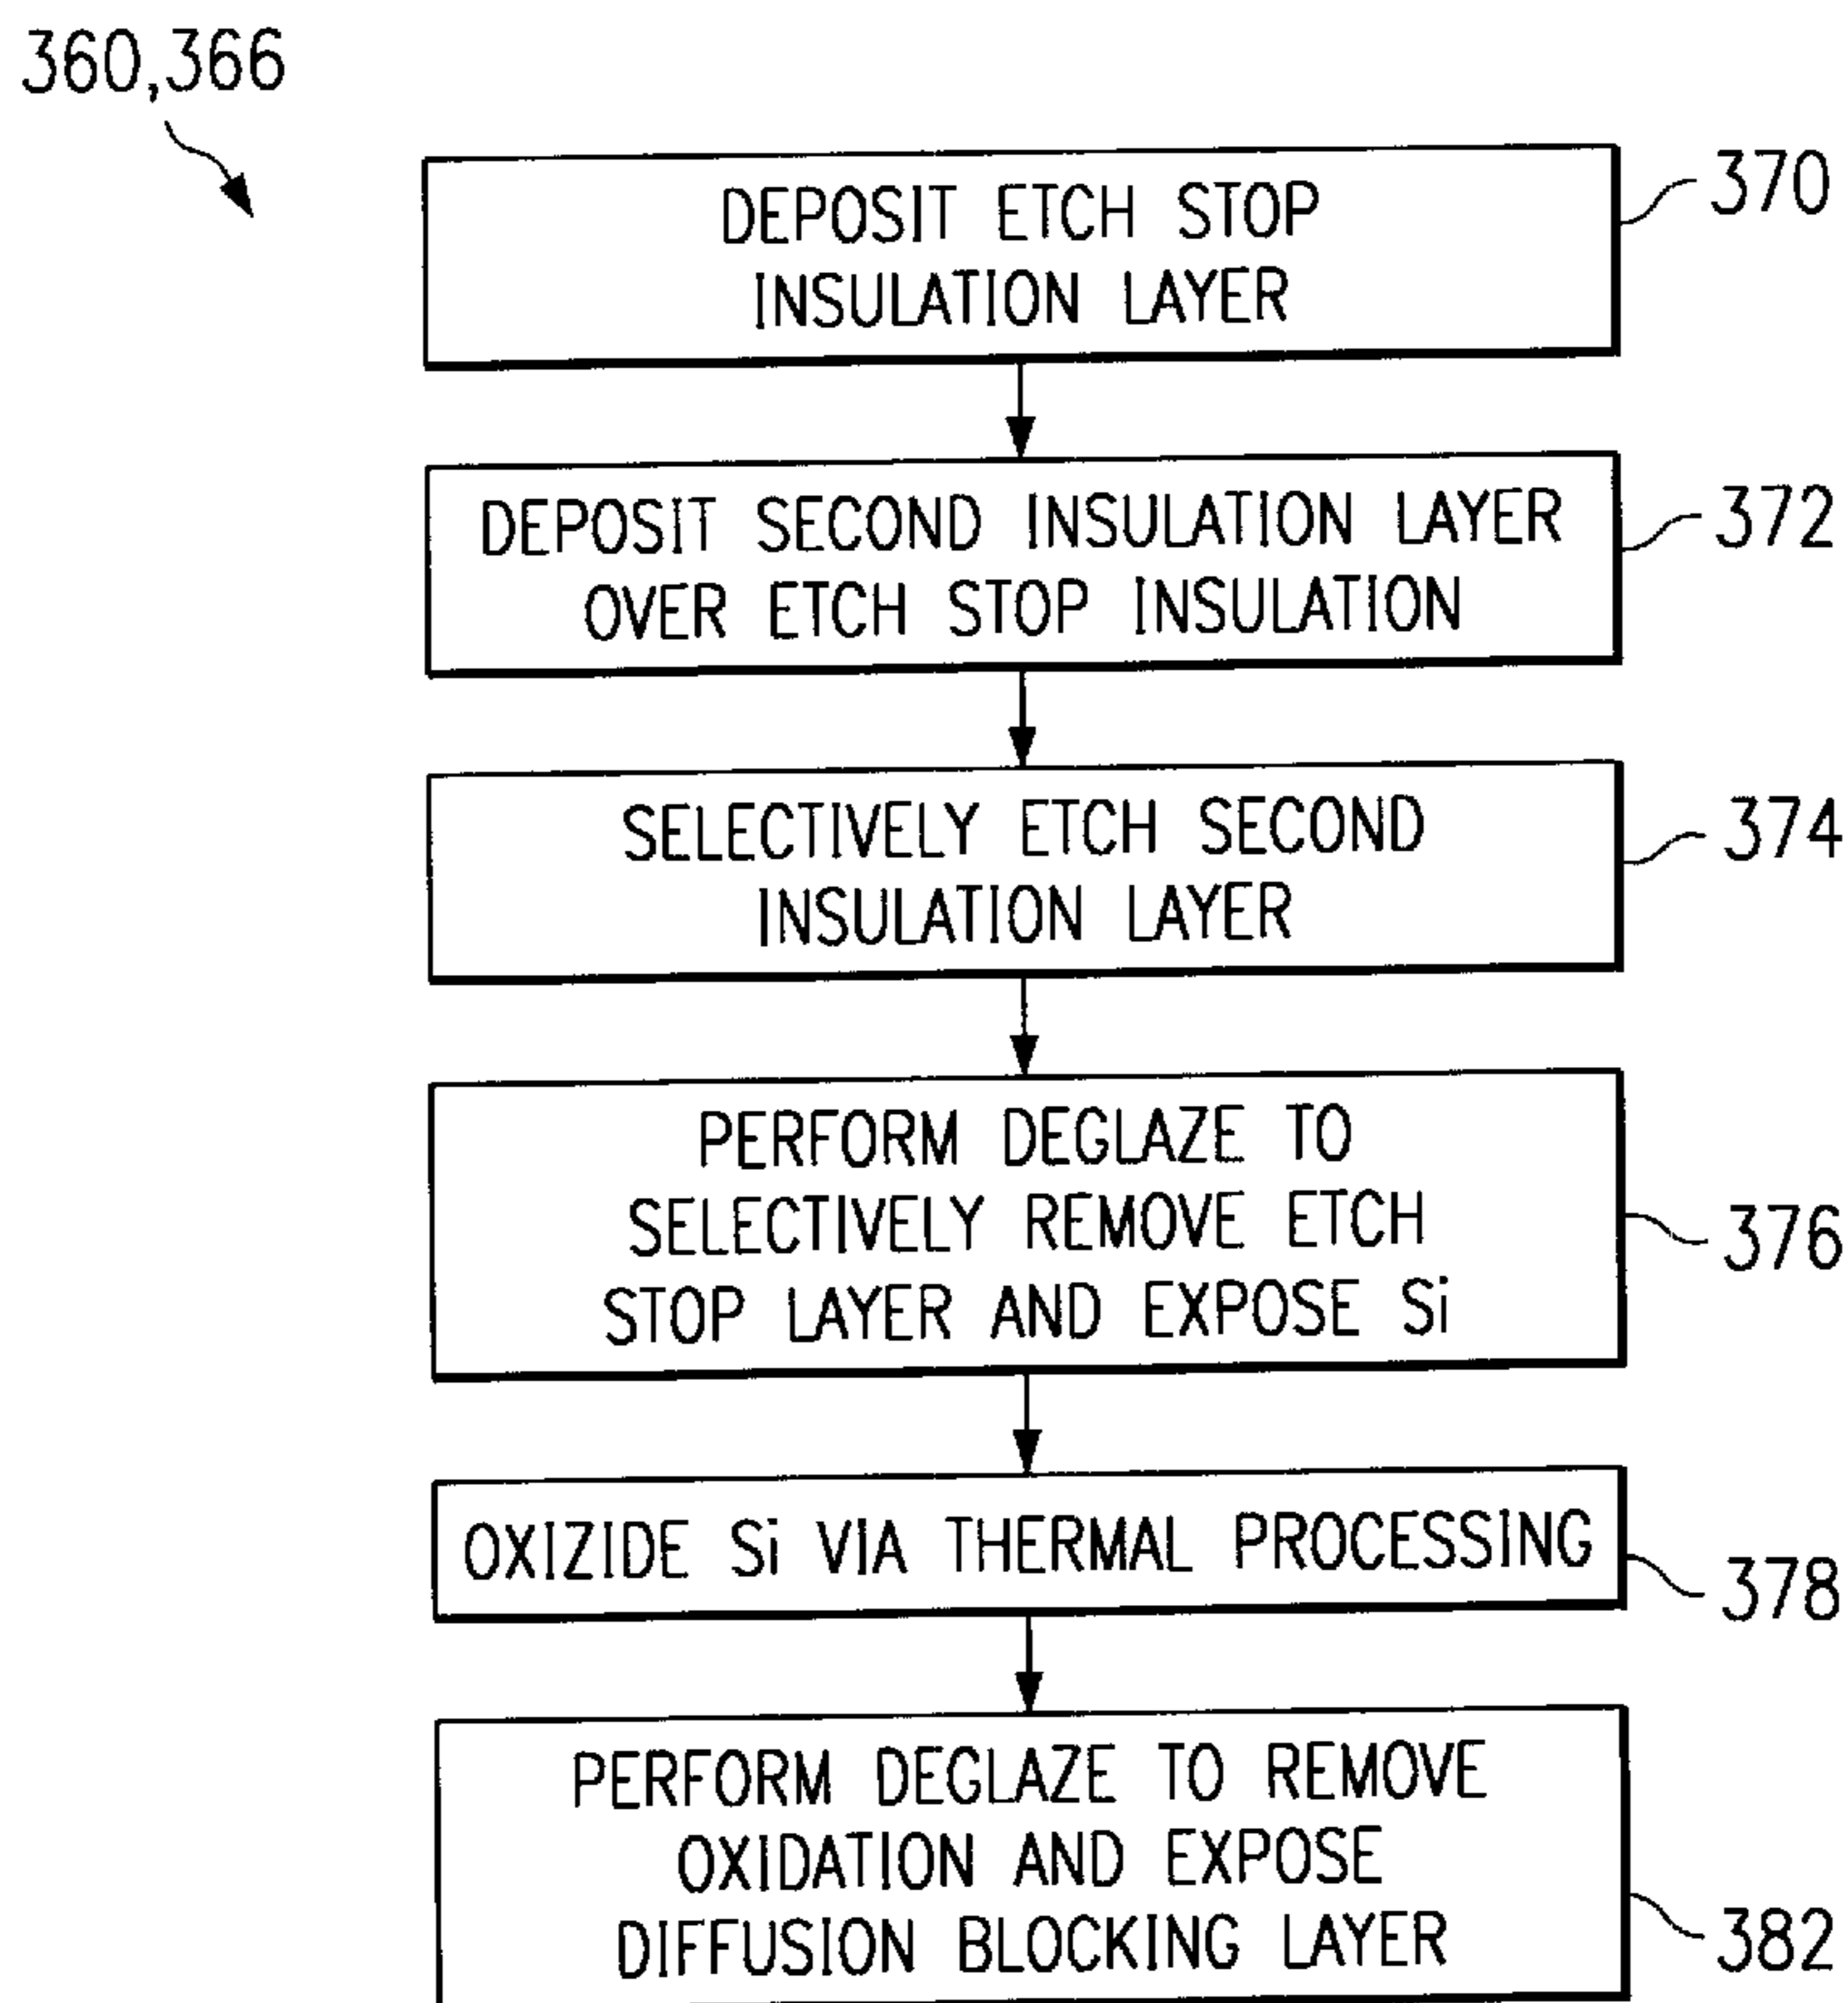 360,366
DEPOSIT ETCH STOP
INSULATION LAYER
370
DEPOSIT SECOND INSULATION LAYER
OVER ETCH STOP INSULATION
372
SELECTIVELY ETCH SECOND
INSULATION LAYER
374
PERFORM DEGLAZE TO
SELECTIVELY REMOVE ETCH
STOP LAYER AND EXPOSE Si
376
OXIZIDE Si VIA THERMAL PROCESSING
378
PERFORM DEGLAZE TO REMOVE
OXIDATION AND EXPOSE
DIFFUSION BLOCKING LAYER
382